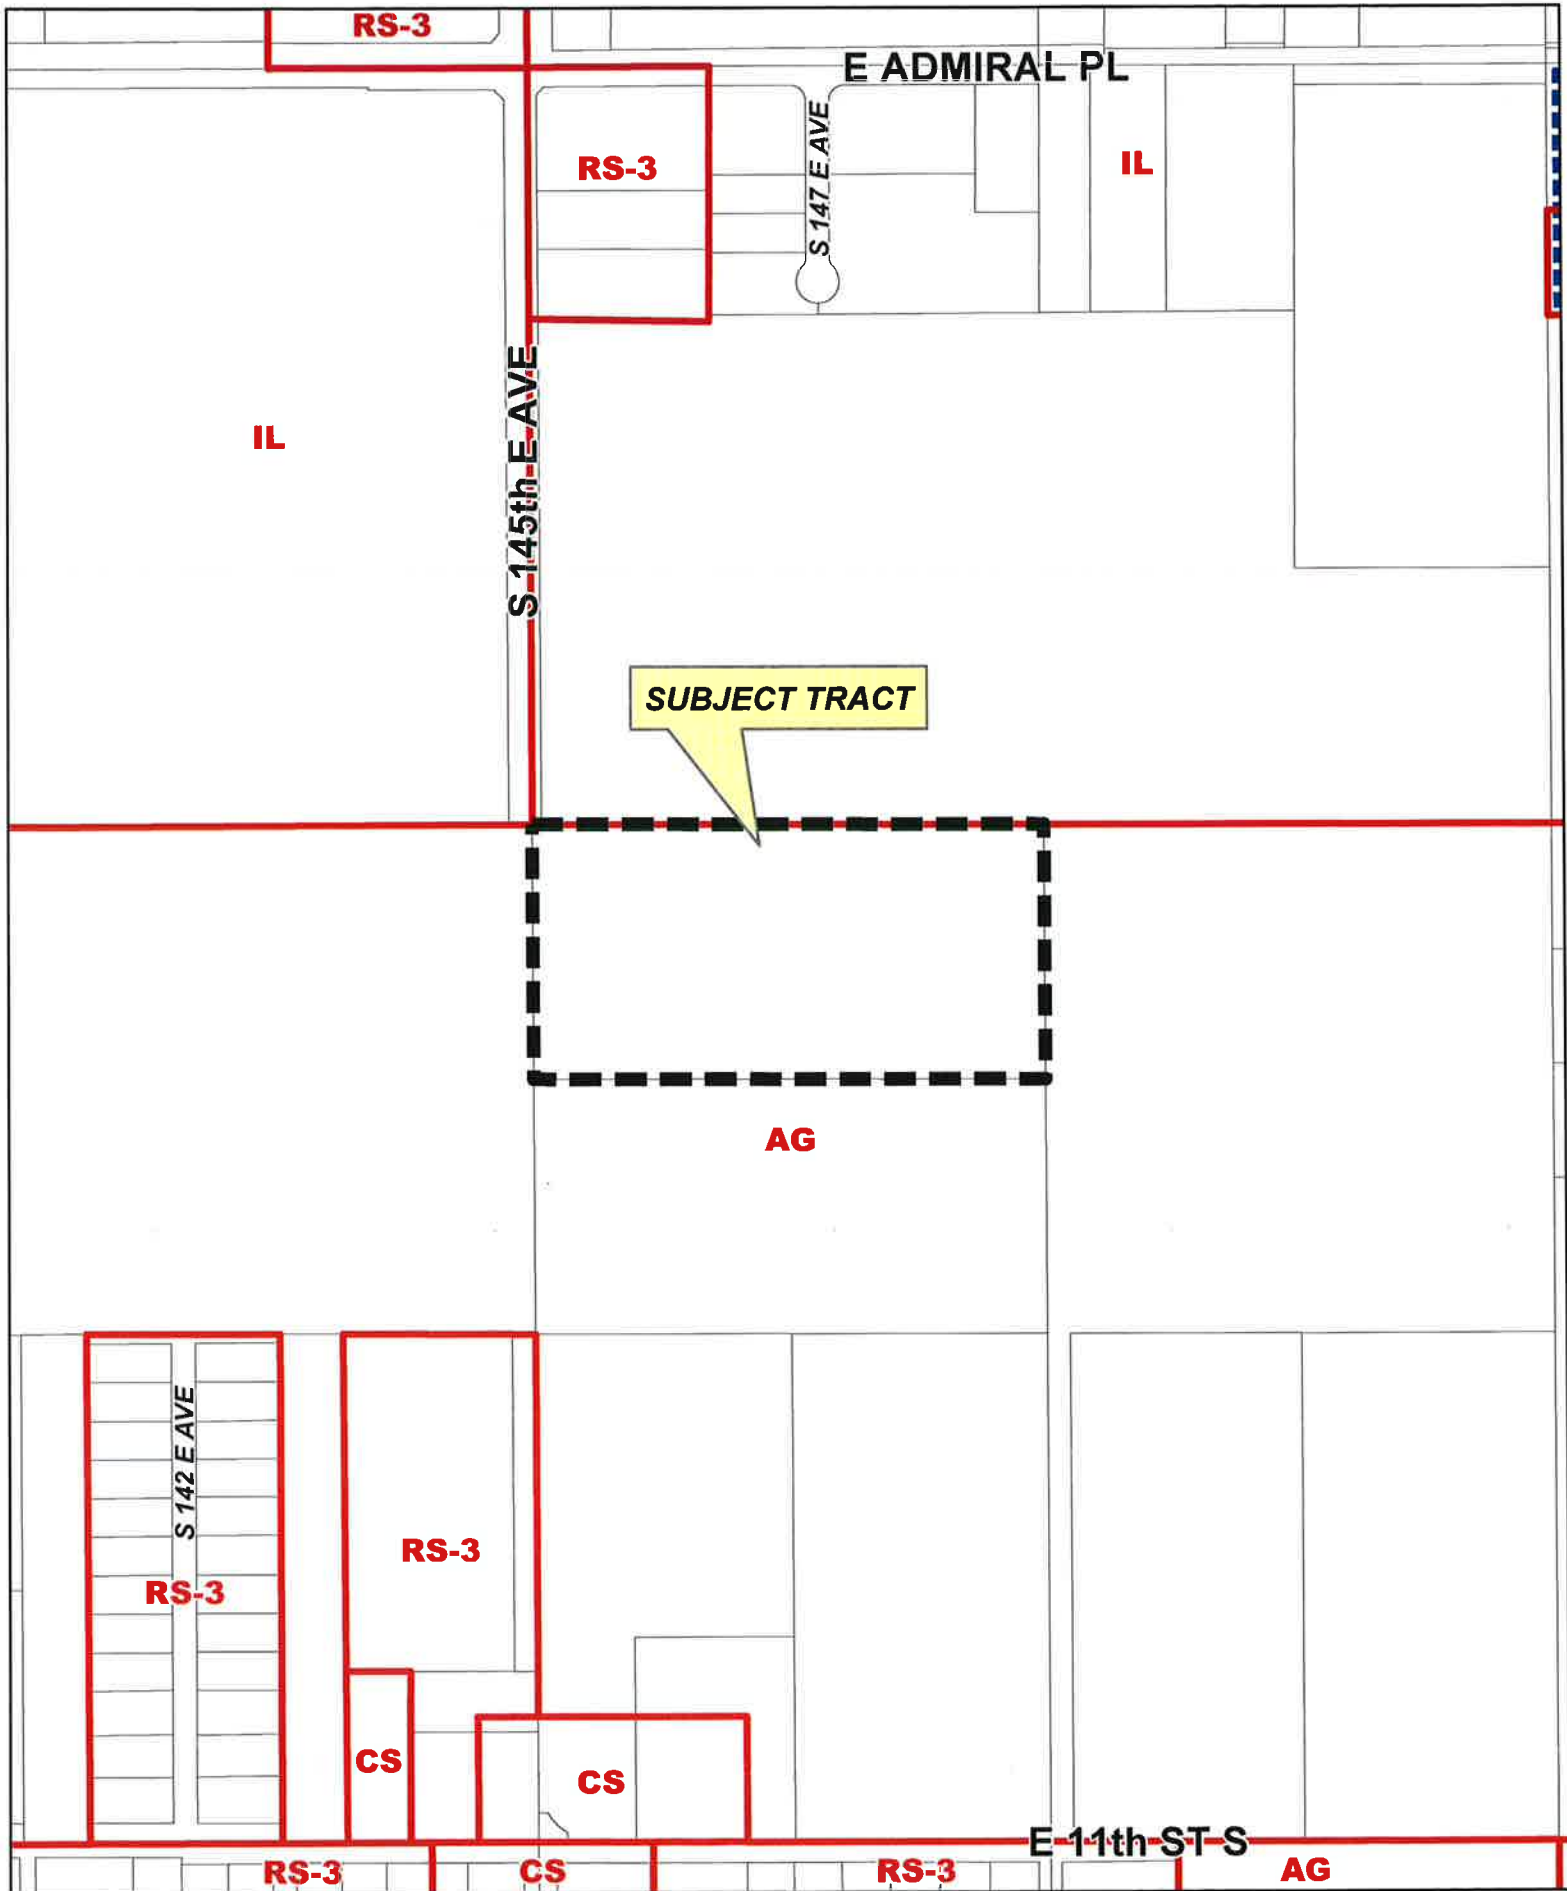 RS-3
E ADMIRAL PL
RS-3
S 147 E AVE
IL
IL
S 145th E AVE
SUBJECT TRACT
AG
S 142 E AVE
RS-3
RS-3
CS
CS
E 11th ST S
RS-3
CS
RS-3
AG